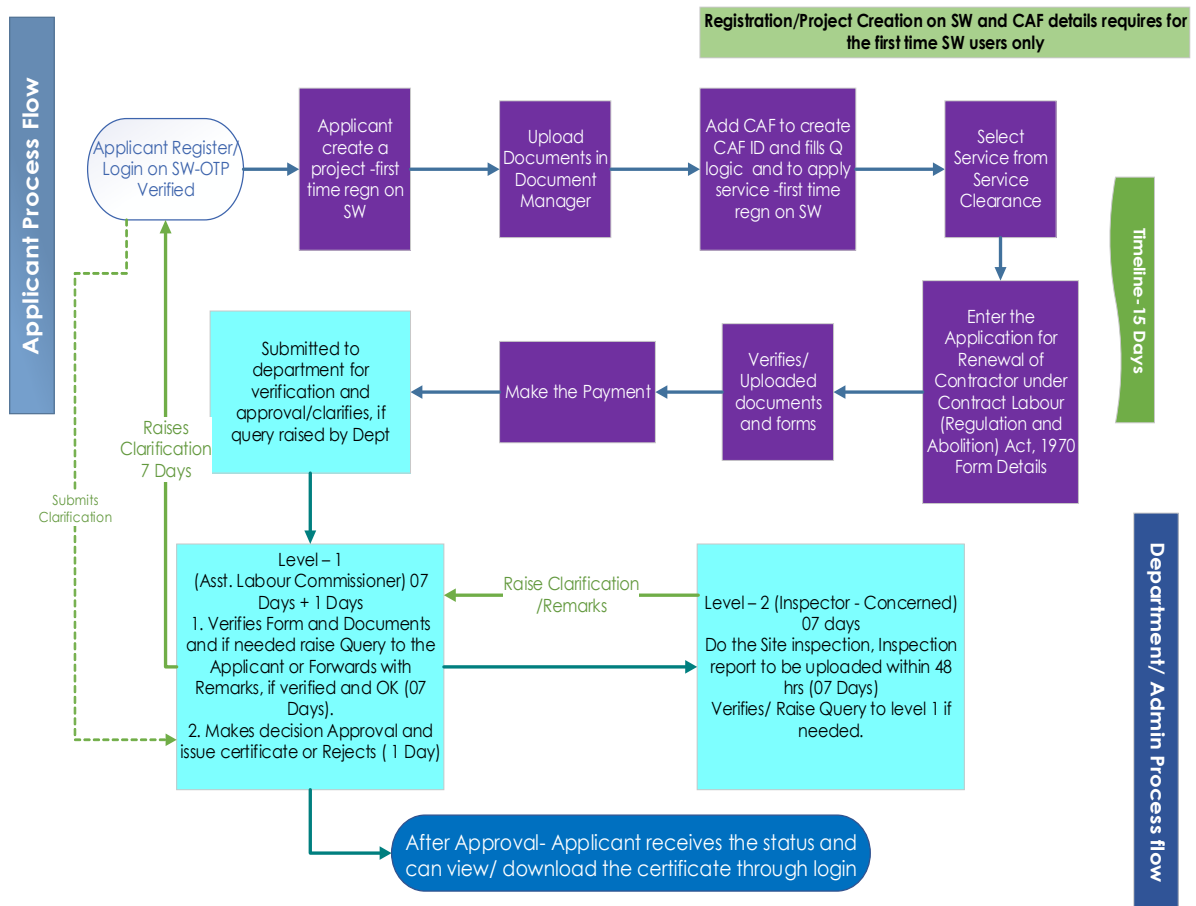 Registration/Project Creation on SW and CAF details requires for
the first time SW users only
Applicant Process Flow
Applicant Register/
Login on SW-OTP
Verified
Applicant
create a
project -first
time regn on
SW
Upload
Documents in
Document
Manager
Add CAF to create
CAF ID and fills Q
logic and to apply
service -first time
regn on SW
Select
Service from
Service
Clearance
Timeline - 15 Days
Enter the
Application for
Renewal of
Contractor under
Contract Labour
(Regulation and
Abolition) Act, 1970
Form Details
Verifies/
Uploaded
documents
and forms
Make the Payment
Submitted to
department for
verification and
approval/clarifies, if
query raised by Dept
Raises
Clarification
7 Days
Submits
Clarification
Level – 1
(Asst. Labour Commissioner) 07
Days + 1 Days
1. Verifies Form and Documents
and if needed raise Query to the
Applicant or Forwards with
Remarks, if verified and OK (07
Days).
2. Makes decision Approval and
issue certificate or Rejects ( 1 Day)
Raise Clarification
/Remarks
Level – 2 (Inspector - Concerned)
07 days
Do the Site inspection, Inspection
report to be uploaded within 48
hrs (07 Days)
Verifies/ Raise Query to level 1 if
needed.
Department/ Admin Process flow
After Approval- Applicant receives the status and
can view/ download the certificate through login